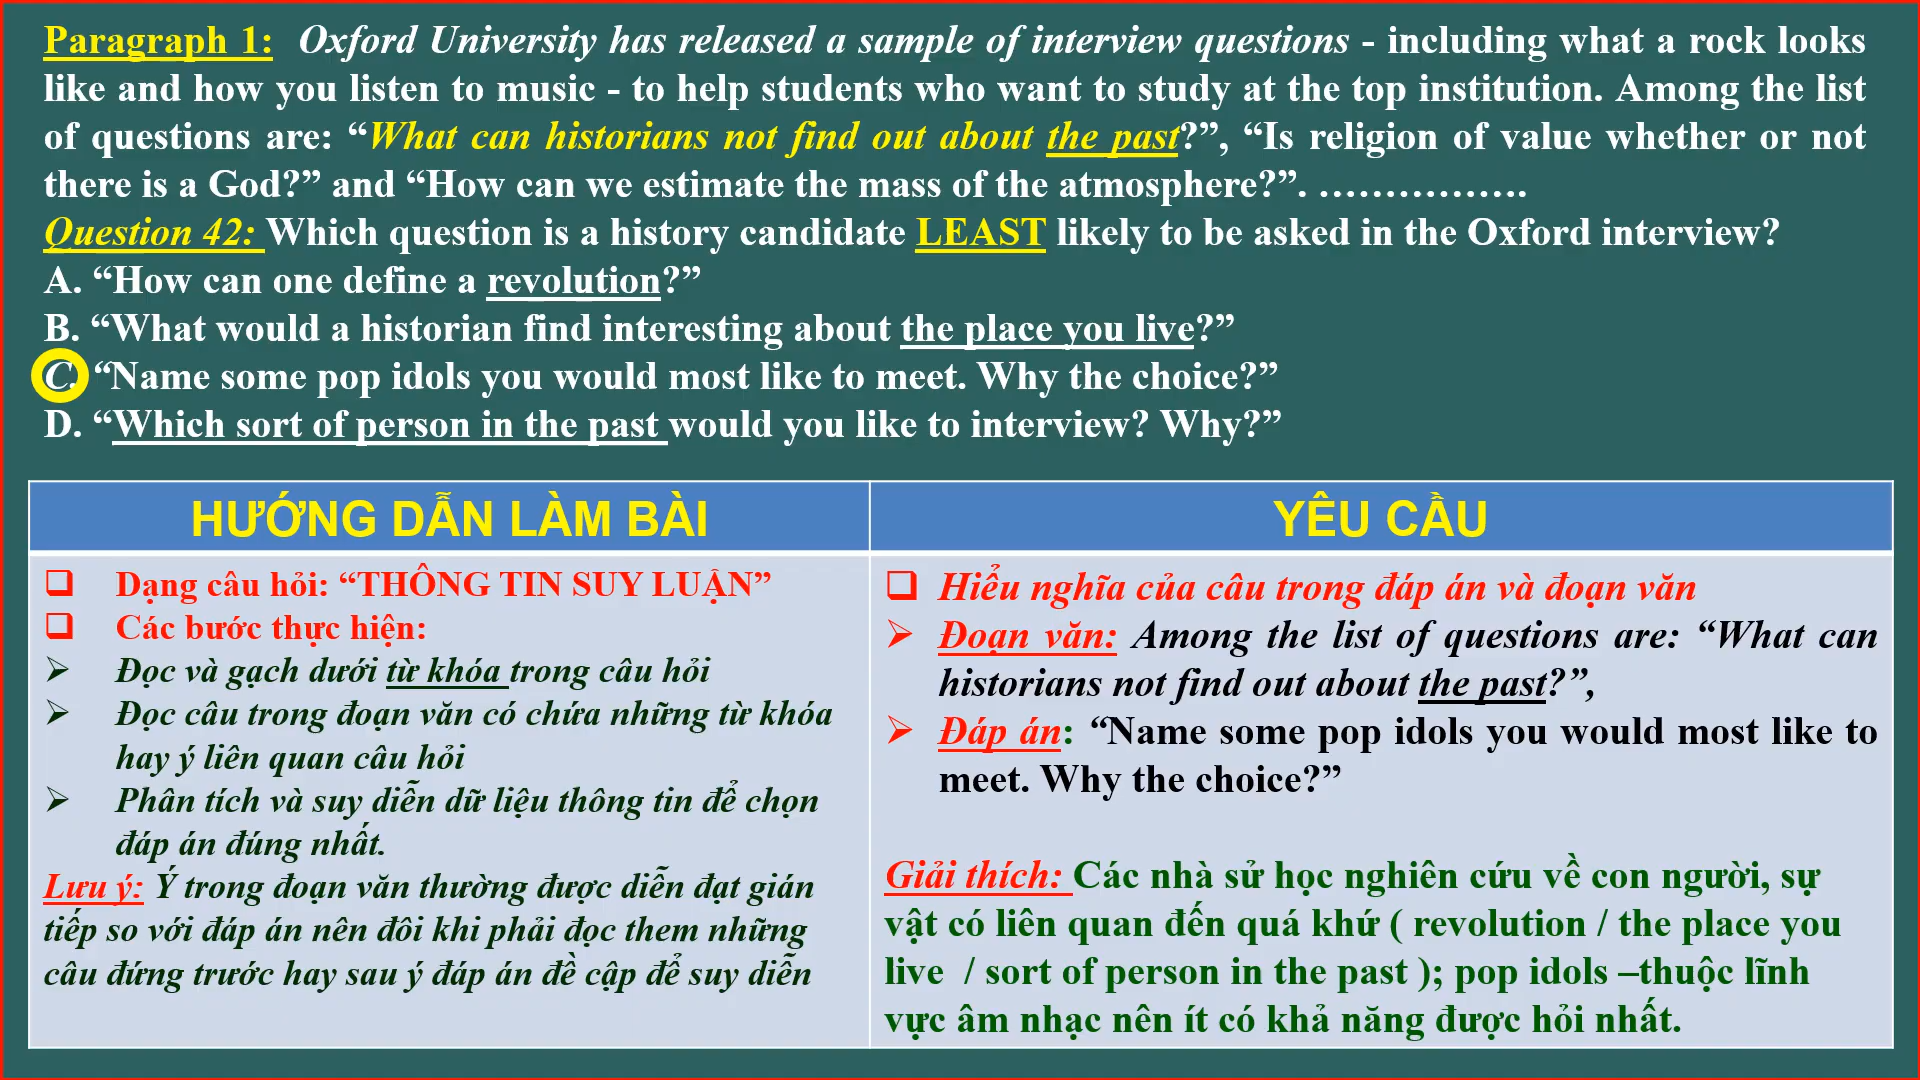 Paragraph 1: Oxford University has released a sample of interview questions - including what a rock looks
like and how you listen to music - to help students who want to study at the top institution. Among the list
of questions are: “What can historians not find out about the past?”, “Is religion of value whether or not
there is a God?” and “How can we estimate the mass of the atmosphere?”. …………….
Question 42: Which question is a history candidate LEAST likely to be asked in the Oxford interview?
A. “How can one define a revolution?”
B. “What would a historian find interesting about the place you live?”
C. “Name some pop idols you would most like to meet. Why the choice?”
D. “Which sort of person in the past would you like to interview? Why?”
HƯỚNG DẪN LÀM BÀI
❑ Dạng câu hỏi: “THÔNG TIN SUY LUẬN”
❑ Các bước thực hiện:
➢ Đọc và gạch dưới từ khóa trong câu hỏi
➢ Đọc câu trong đoạn văn có chứa những từ khóa
hay ý liên quan câu hỏi
➢ Phân tích và suy diễn dữ liệu thông tin để chọn
đáp án đúng nhất.
Lưu ý: Ý trong đoạn văn thường được diễn đạt gián
tiếp so với đáp án nên đôi khi phải đọc them những
câu đứng trước hay sau ý đáp án đề cập để suy diễn
YÊU CẦU
❑ Hiểu nghĩa của câu trong đáp án và đoạn văn
➢ Đoạn văn: Among the list of questions are: “What can
historians not find out about the past?”,
➢ Đáp án: “Name some pop idols you would most like to
meet. Why the choice?”
Giải thích: Các nhà sử học nghiên cứu về con người, sự
vật có liên quan đến quá khứ ( revolution / the place you
live / sort of person in the past ); pop idols –thuộc lĩnh
vực âm nhạc nên ít có khả năng được hỏi nhất.